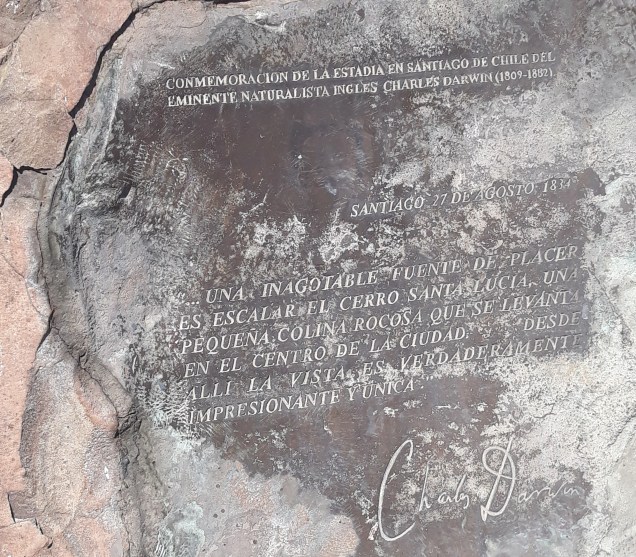 CONMEMORACION DE LA ESTADIA EN SANTIAGO DE CHILE DEL
EMINENTE NATURALISTA INGLES CHARLES DARWIN (1809-1882).
SANTIAGO, 27 DE AGOSTO, 1834
"... UNA INAGOTABLE FUENTE DE PLACER
ES ESCALAR EL CERRO SANTA LUCIA, UNA
PEQUEÑA COLINA ROCOSA QUE SE LEVANTA
EN EL CENTRO DE LA CIUDAD. DESDE
ALLI LA VISTA ES VERDADERAMENTE
IMPRESIONANTE Y UNICA."
Charles Darwin